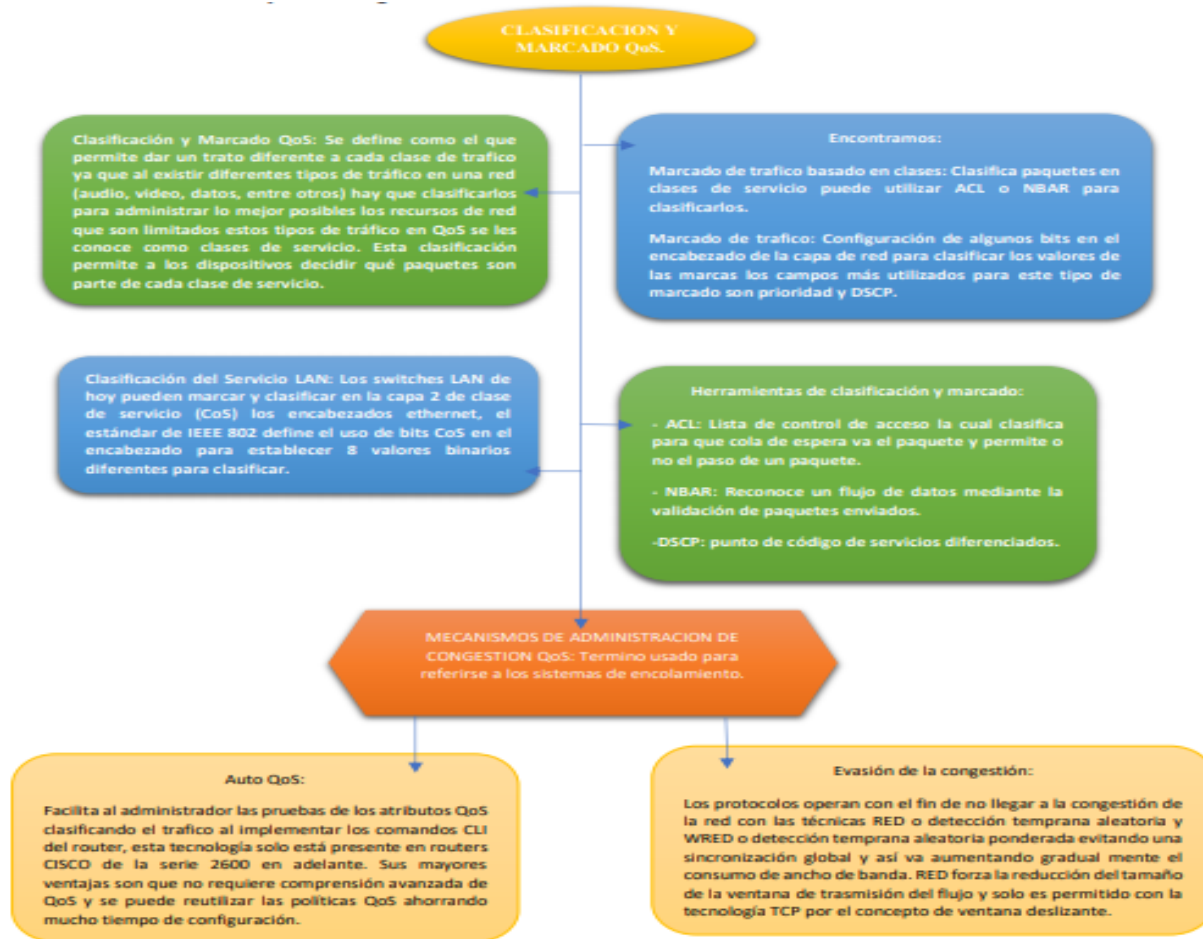 CLASIFICACION Y
MARCADO QoS.
Clasificación y Marcado QoS: Se define como el que
permite dar un trato diferente a cada clase de trafico
ya que al existir diferentes tipos de tráfico en una red
(audio, video, datos, entre otros) hay que clasificarlos
para administrar lo mejor posibles los recursos de red
que son limitados estos tipos de tráfico en QoS se les
conoce como clases de servicio. Esta clasificación
permite a los dispositivos decidir qué paquetes son
parte de cada clase de servicio.
Encontramos:
Marcado de trafico basado en clases: Clasifica paquetes en
clases de servicio puede utilizar ACL o NBAR para
clasificarlos.
Marcado de trafico: Configuración de algunos bits en el
encabezado de la capa de red para clasificar los valores de
las marcas los campos más utilizados para este tipo de
marcado son prioridad y DSCP.
Clasificación del Servicio LAN: Los switches LAN de
hoy pueden marcar y clasificar en la capa 2 de clase
de servicio (CoS) los encabezados ethernet, el
estándar de IEEE 802 define el uso de bits CoS en el
encabezado para establecer 8 valores binarios
diferentes para clasificar.
Herramientas de clasificación y marcado:
- ACL: Lista de control de acceso la cual clasifica
para que cola de espera va el paquete y permite o
no el paso de un paquete.
- NBAR: Reconoce un flujo de datos mediante la
validación de paquetes enviados.
-DSCP: punto de código de servicios diferenciados.
MECANISMOS DE ADMINISTRACION DE
CONGESTION QoS: Termino usado para
referirse a los sistemas de encolamiento.
Auto QoS:
Facilita al administrador las pruebas de los atributos QoS
clasificando el trafico al implementar los comandos CLI
del router, esta tecnología solo está presente en routers
CISCO de la serie 2600 en adelante. Sus mayores
ventajas son que no requiere comprensión avanzada de
QoS y se puede reutilizar las políticas QoS ahorrando
mucho tiempo de configuración.
Evasión de la congestión:
Los protocolos operan con el fin de no llegar a la congestión de
la red con las técnicas RED o detección temprana aleatoria y
WRED o detección temprana aleatoria ponderada evitando una
sincronización global y así va aumentando gradual mente el
consumo de ancho de banda. RED forza la reducción del tamaño
de la ventana de trasmisión del flujo y solo es permitido con la
tecnología TCP por el concepto de ventana deslizante.